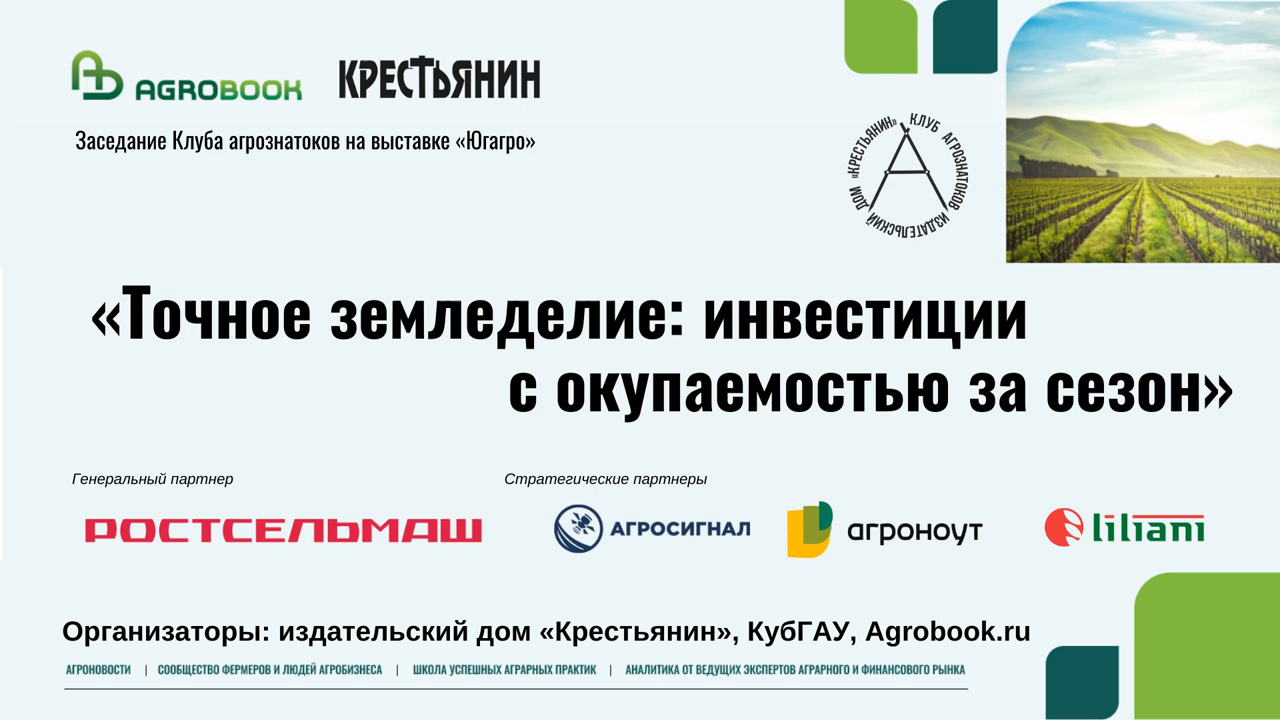 AGROBOOK
КРЕСТЬЯНИН
Заседание Клуба агрознатоков на выставке «Югагро»
КЛУБ АГРОЗНАТОКОВ ИЗДАТЕЛЬСКИЙ ДОМ «КРЕСТЬЯНИН»
«Точное земледелие: инвестиции
с окупаемостью за сезон»
Генеральный партнер
Стратегические партнеры
РОСТСЕЛЬМАШ
АГРОСИГНАЛ
агроноут
liliani
Организаторы: издательский дом «Крестьянин», КубГАУ, Agrobook.ru
АГРОНОВОСТИ | СООБЩЕСТВО ФЕРМЕРОВ И ЛЮДЕЙ АГРОБИЗНЕСА | ШКОЛА УСПЕШНЫХ АГРАРНЫХ ПРАКТИК | АНАЛИТИКА ОТ ВЕДУЩИХ ЭКСПЕРТОВ АГРАРНОГО И ФИНАНСОВОГО РЫНКА